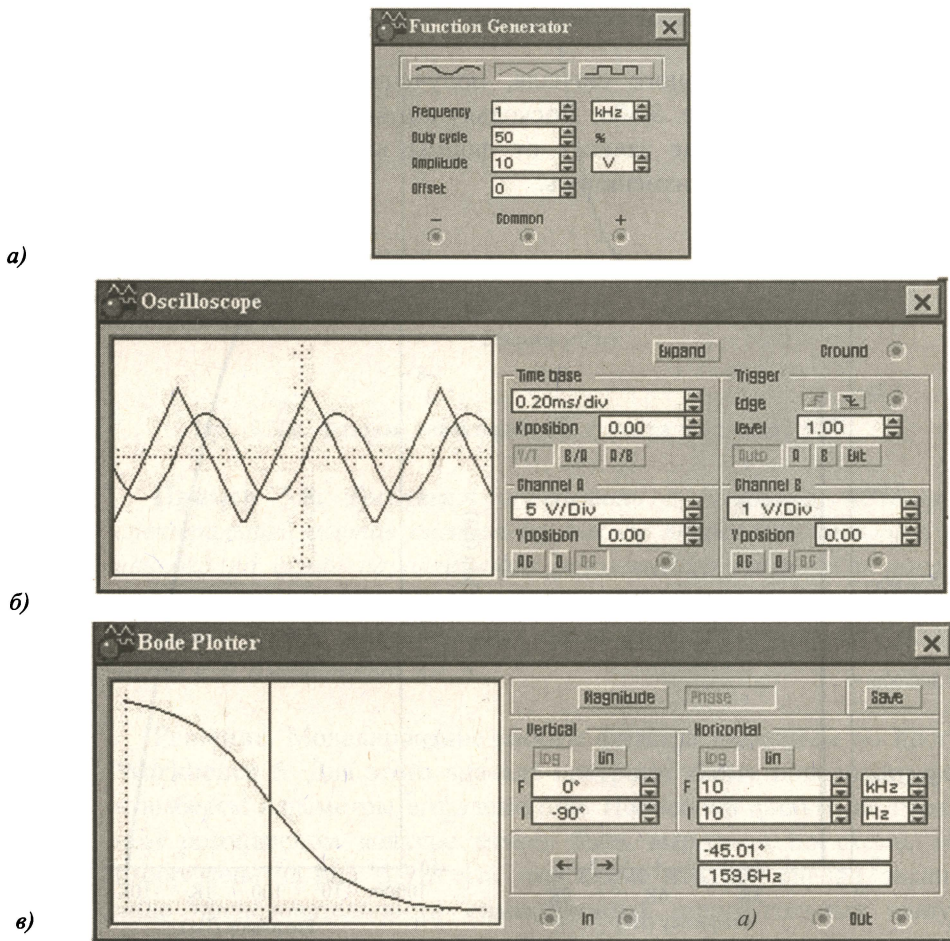 Function Generator
Frequency 1 kHz
Duty cycle 50 %
Amplitude 10 V
Offset 0
− Common +
а)
Oscilloscope
Expand Ground
Time base Trigger
0.20ms/div Edge
X position 0.00 level 1.00
Y/T B/A A/B Auto A B Ext
Channel A Channel B
5 V/Div 1 V/Div
Y position 0.00 Y position 0.00
AC 0 DC AC 0 DC
б)
Bode Plotter
Magnitude Phase Save
Vertical Horizontal
log lin log lin
F 0° F 10 kHz
I -90° I 10 Hz
← → -45.01°
159.6Hz
в) In а) Out